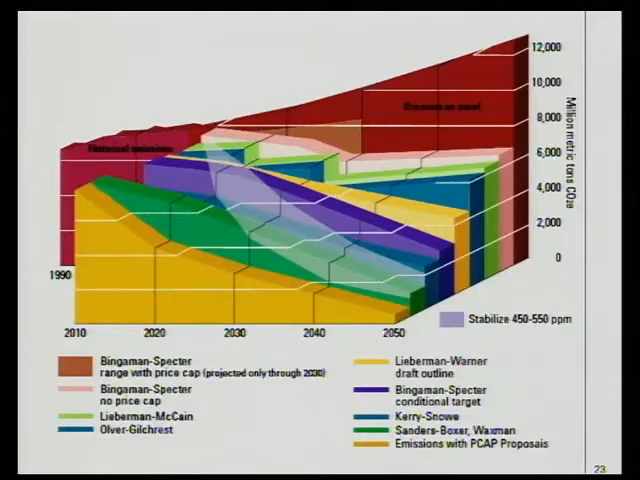 12,000
10,000
8,000
6,000
4,000
2,000
0
Million metric tons CO2e
Business as usual
Historical emissions
1990
2010
2020
2030
2040
2050
Stabilize 450-550 ppm
Bingaman-Specter
range with price cap (projected only through 2030)
Bingaman-Specter
no price cap
Lieberman-McCain
Olver-Gilchrest
Lieberman-Warner
draft outline
Bingaman-Specter
conditional target
Kerry-Snowe
Sanders-Boxer, Waxman
Emissions with PCAP Proposals
23